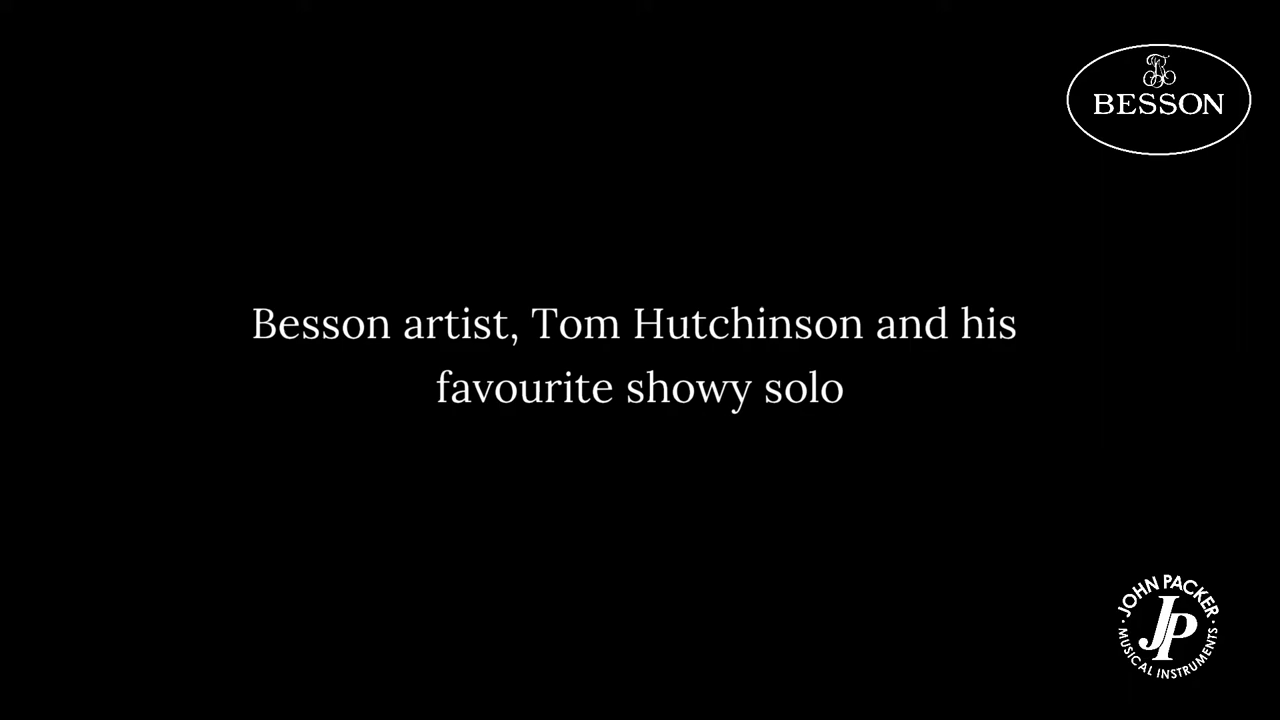 BESSON
Besson artist, Tom Hutchinson and his
favourite showy solo
JOHN PACKER
JP
MUSICAL INSTRUMENTS